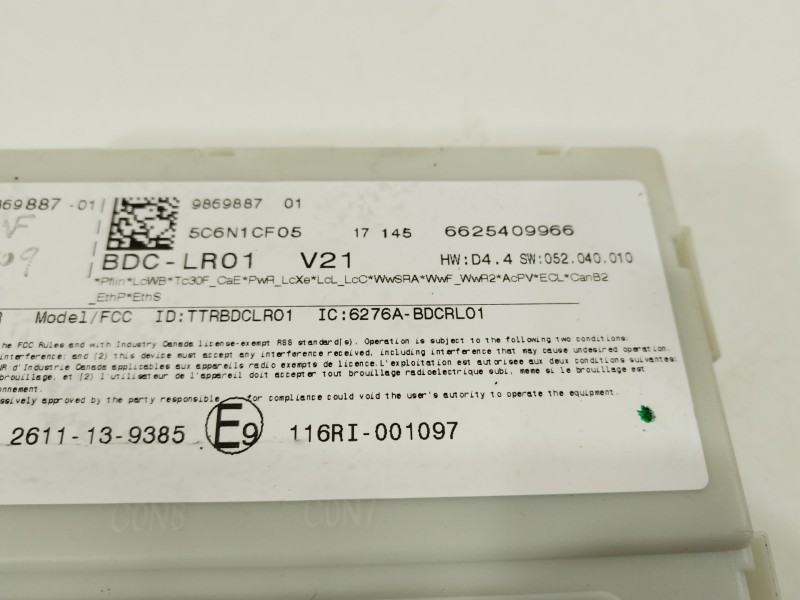 869887 -01
9869887 01
5C6N1CF05 17 145 6625409966
BDC-LR01 V21 HW:D4.4 SW:052.040.010
*LcWB*Tc30F_CaE*PwR_LcXe*LcL_LcC*WwSRA*WwF_WwR2*AcPV*ECL*CanB2
_EthP*EthS
R Model/FCC ID:TTRBDCLR01 IC:6276A-BDCRL01
he FCC Rules and with Industry Canada license-exempt RSS standard(s). Operation is subject to the following two conditions:
interference; and (2) this device must accept any interference received, including interference that may cause undesired operation.
NR d'Industrie Canada applicables aux appareils radio exempts de licence.L'exploitation est autorisee aux deux conditions suivantes:
brouillage, et (2) l'utilisateur de l'appareil doit accepter tout brouillage radioelectrique subi, meme si le brouillage est
onnement.
ssively approved by the party responsible for compliance could void the user's authority to operate the equipment.
2611-13-9385 E9 116RI-001097
CON8 CON7